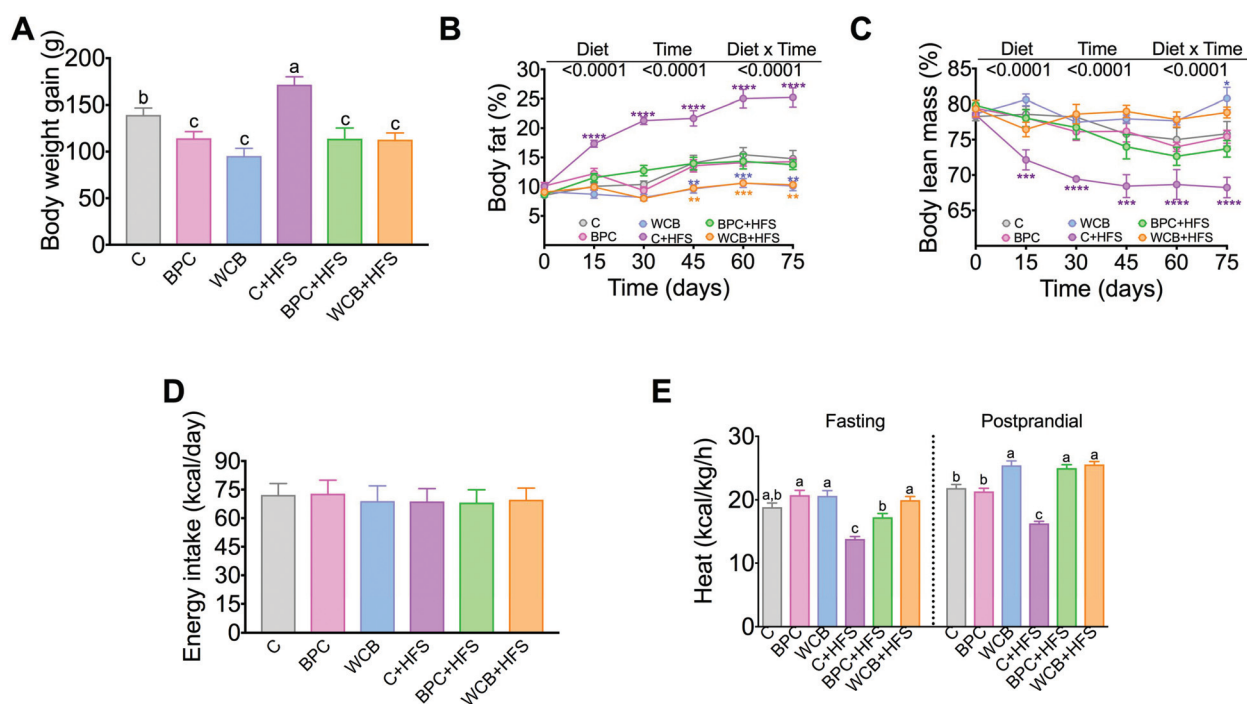 A
Body weight gain (g)
200
150
100
50
0
b
c
c
a
c
c
C
BPC
WCB
C+HFS
BPC+HFS
WCB+HFS
B
Diet Time Diet x Time
<0.0001 <0.0001 <0.0001
Body fat (%)
30
25
20
15
10
5
**** **** **** **** ****
** *** **
** *** **
C WCB BPC+HFS
BPC C+HFS WCB+HFS
0 15 30 45 60 75
Time (days)
C
Diet Time Diet x Time
<0.0001 <0.0001 <0.0001
Body lean mass (%)
85
80
75
70
65
*
*** **** *** **** ****
C WCB BPC+HFS
BPC C+HFS WCB+HFS
0 15 30 45 60 75
Time (days)
D
Energy intake (kcal/day)
90
75
60
45
30
15
0
C
BPC
WCB
C+HFS
BPC+HFS
WCB+HFS
E
Fasting Postprandial
Heat (kcal/kg/h)
30
20
10
0
a,b a a c b a b b a c a a
C
BPC
WCB
C+HFS
BPC+HFS
WCB+HFS
C
BPC
WCB
C+HFS
BPC+HFS
WCB+HFS